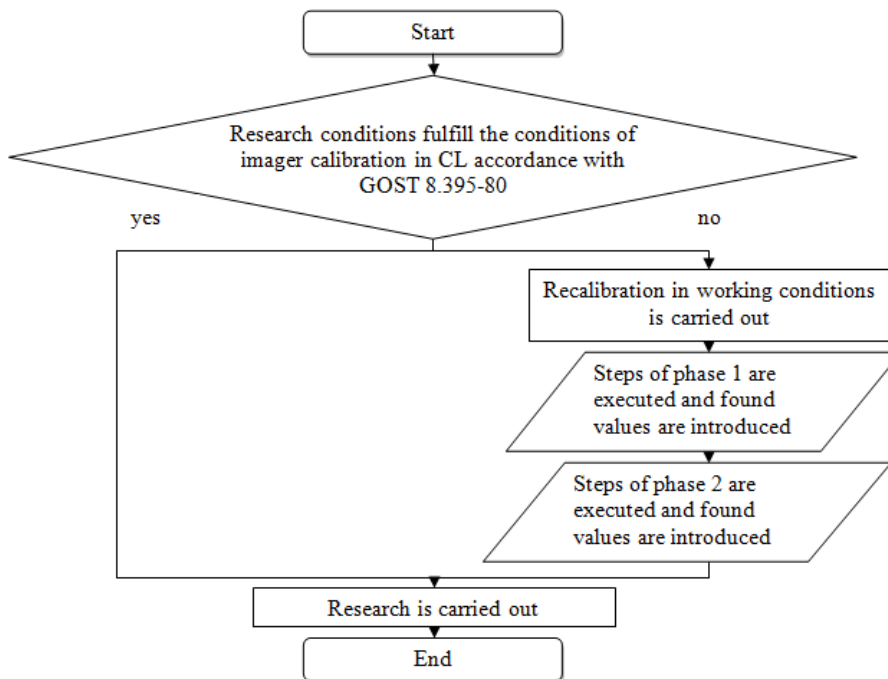 Start
Research conditions fulfill the conditions of
imager calibration in CL accordance with
GOST 8.395-80
yes
no
Recalibration in working conditions
is carried out
Steps of phase 1 are
executed and found
values are introduced
Steps of phase 2 are
executed and found
values are introduced
Research is carried out
End